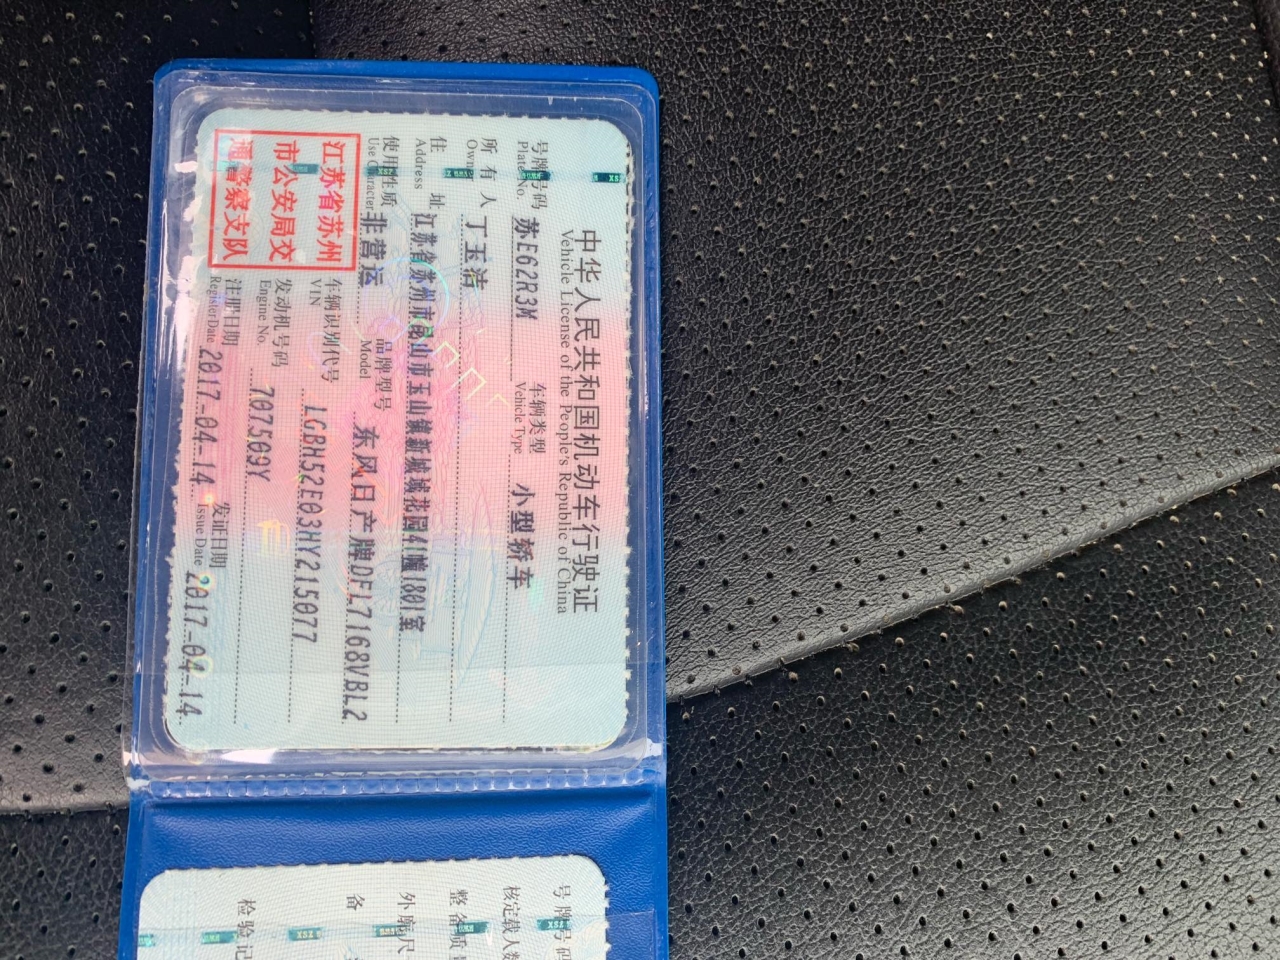 中华人民共和国机动车行驶证
Vehicle License of the People's Republic of China
号牌号码 苏E62R3M 车辆类型 小型轿车
Plate No. Vehicle Type
所有人 丁玉洁
Owner
住址 江苏省苏州市昆山市玉山镇新城域花园41幢1801室
Address
使用性质 非营运 品牌型号 东风日产牌DFL7168VBL2
Use Character Model
江苏省苏州
市公安局交
通警察支队
车辆识别代号 LGBH52E03HY215077
VIN
发动机号码 707509Y
Engine No.
注册日期 2017-04-14 发证日期 2017-04-14
Register Date Issue Date
号牌号码
核定载人数
整备质量
外廓尺
备
检验记